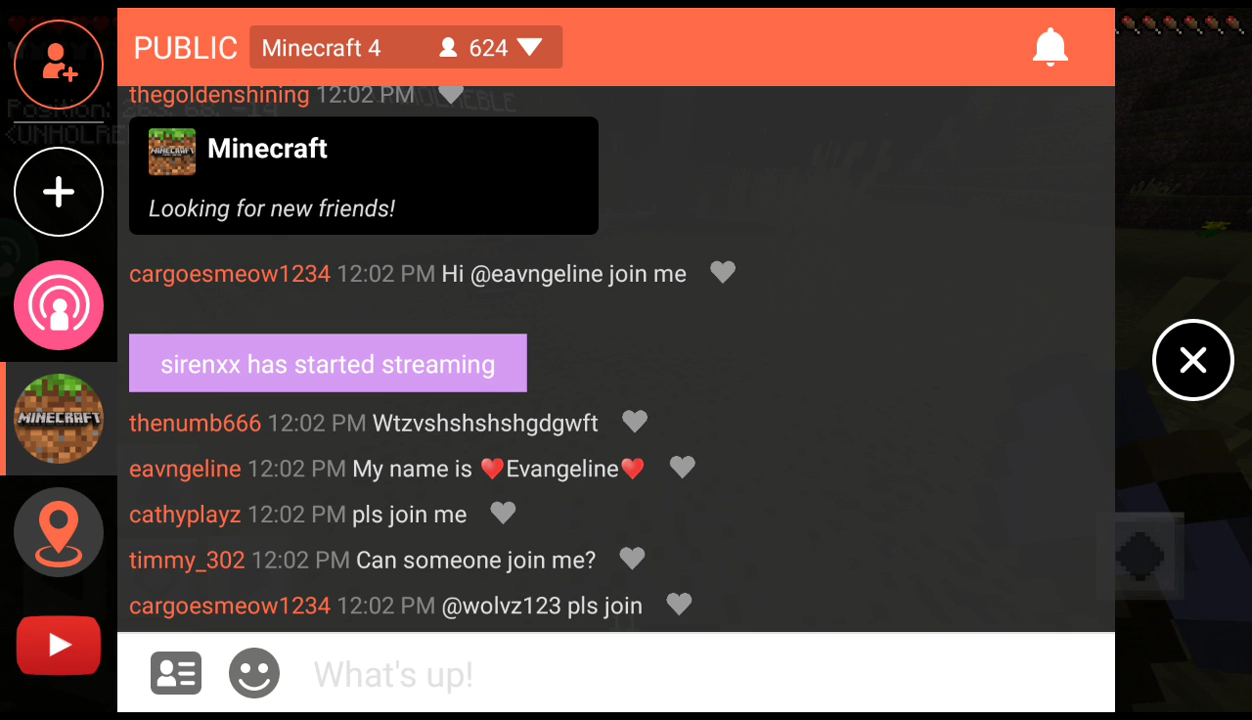 PUBLIC Minecraft 4 624
thegoldenshining 12:02 PM
Position:
Minecraft
MINECRAFT
Looking for new friends!
cargoesmeow1234 12:02 PM Hi @eavngeline join me
sirenxx has started streaming
MINECRAFT
thenumb666 12:02 PM Wtzvshshshshgdgwft
eavngeline 12:02 PM My name is ❤️Evangeline❤️
cathyplayz 12:02 PM pls join me
timmy_302 12:02 PM Can someone join me?
cargoesmeow1234 12:02 PM @wolvz123 pls join
What's up!